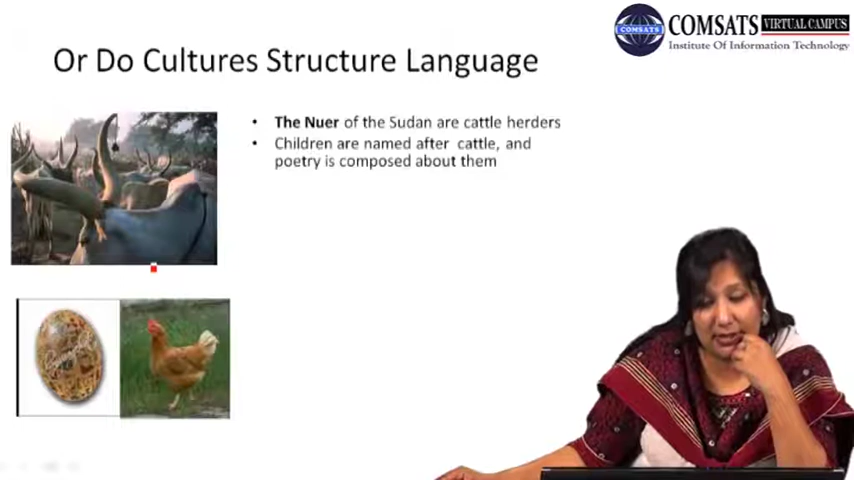 COMSATS VIRTUAL CAMPUS
Institute Of Information Technology
COMSATS
Or Do Cultures Structure Language
• The Nuer of the Sudan are cattle herders
• Children are named after cattle, and
poetry is composed about them